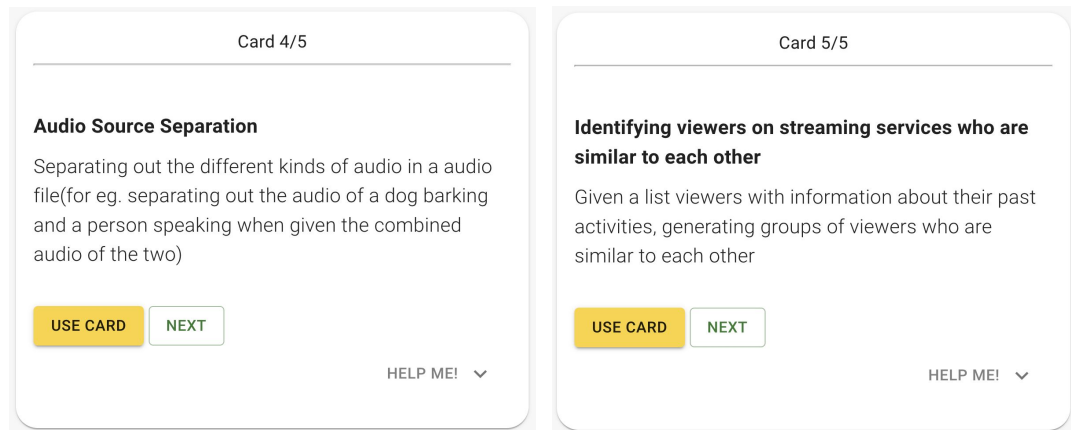 Card 4/5
Audio Source Separation
Separating out the different kinds of audio in a audio
file(for eg. separating out the audio of a dog barking
and a person speaking when given the combined
audio of the two)
USE CARD
NEXT
HELP ME!
Card 5/5
Identifying viewers on streaming services who are
similar to each other
Given a list viewers with information about their past
activities, generating groups of viewers who are
similar to each other
USE CARD
NEXT
HELP ME!